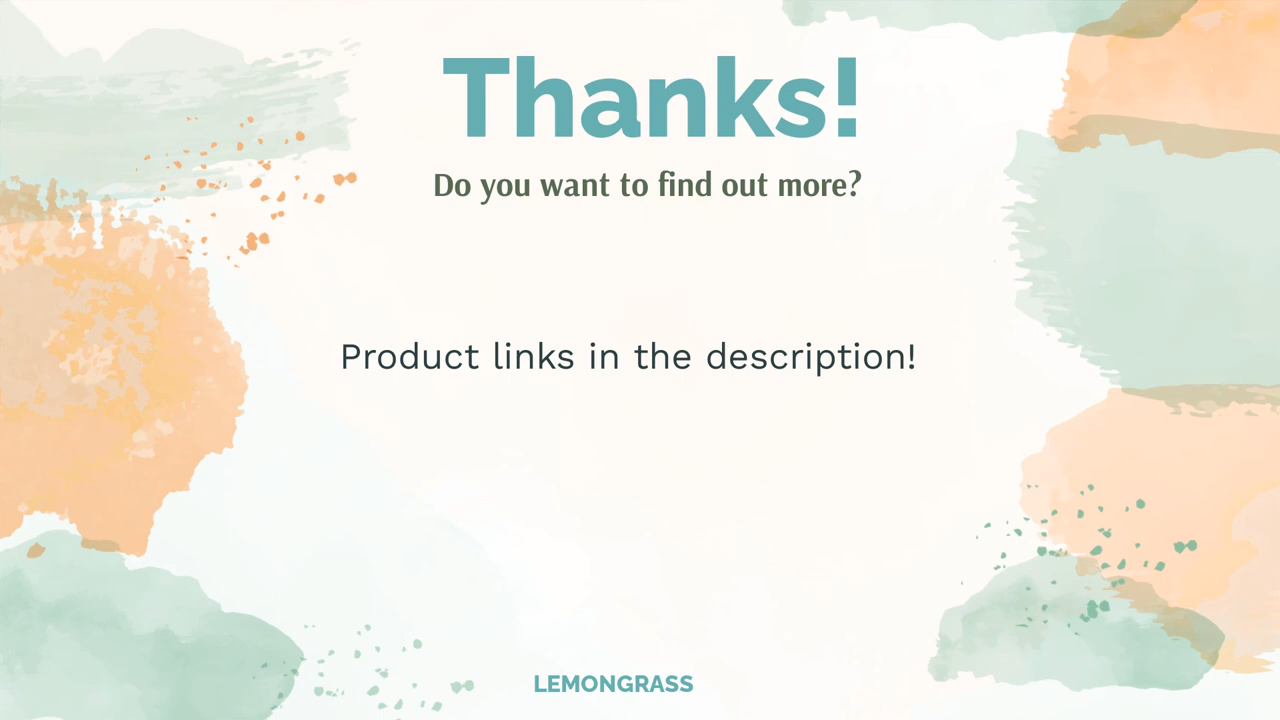 Thanks!
Do you want to find out more?
Product links in the description!
LEMONGRASS